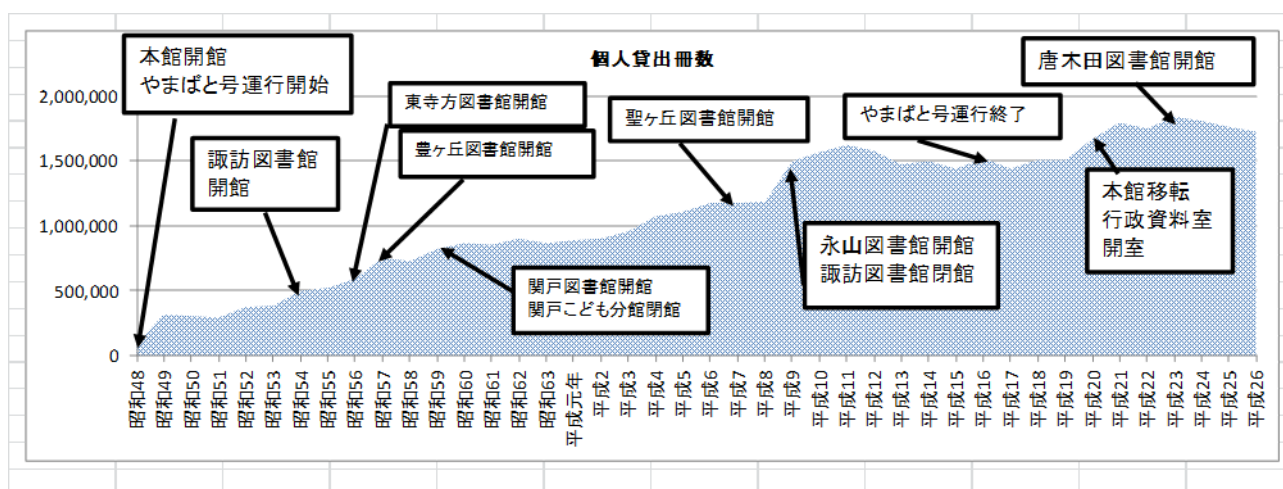 個人貸出冊数
本館開館
やまばと号運行開始
諏訪図書館
開館
東寺方図書館開館
豊ヶ丘図書館開館
関戸図書館開館
関戸こども分館閉館
聖ヶ丘図書館開館
永山図書館開館
諏訪図書館閉館
やまばと号運行終了
本館移転
行政資料室
開室
唐木田図書館開館
2,000,000
1,500,000
1,000,000
500,000
0
昭和48
昭和49
昭和50
昭和51
昭和52
昭和53
昭和54
昭和55
昭和56
昭和57
昭和58
昭和59
昭和60
昭和61
昭和62
昭和63
平成元年
平成2
平成3
平成4
平成5
平成6
平成7
平成8
平成9
平成10
平成11
平成12
平成13
平成14
平成15
平成16
平成17
平成18
平成19
平成20
平成21
平成22
平成23
平成24
平成25
平成26